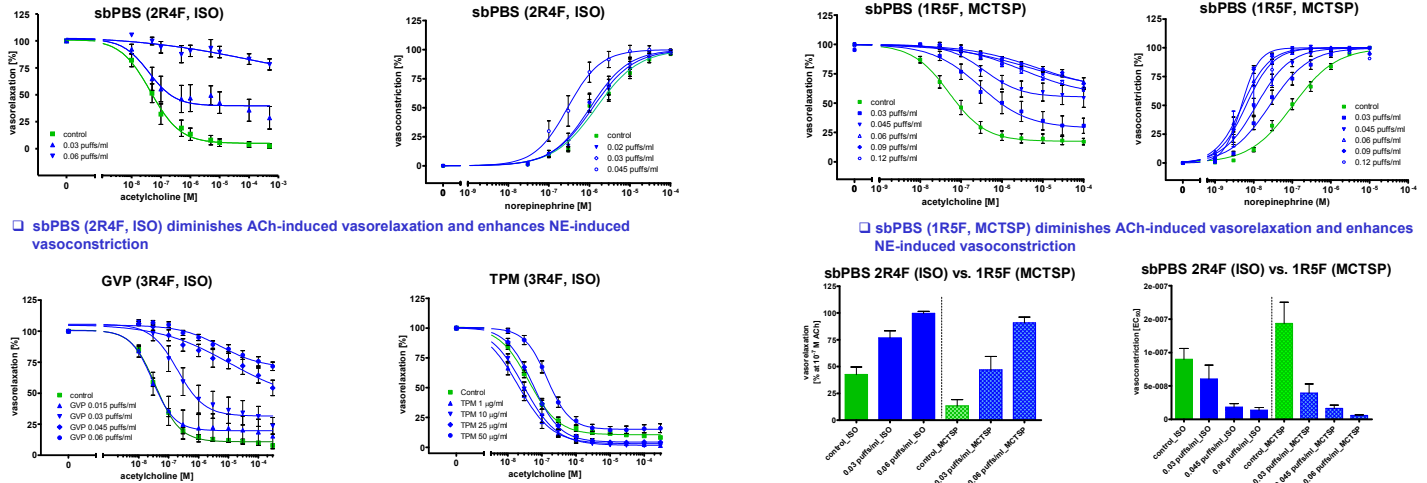 sbPBS (2R4F, ISO)
125
100
75
50
25
0
vasorelaxation [%]
control
0.03 puffs/ml
0.06 puffs/ml
0
10⁻⁸
10⁻⁷
10⁻⁶
10⁻⁵
10⁻⁴
10⁻³
acetylcholine [M]
sbPBS (2R4F, ISO)
125
100
75
50
25
0
vasoconstriction [%]
control
0.02 puffs/ml
0.03 puffs/ml
0.045 puffs/ml
0
10⁻⁹
10⁻⁸
10⁻⁷
10⁻⁶
10⁻⁵
10⁻⁴
norepinephrine [M]
sbPBS (1R5F, MCTSP)
125
100
75
50
25
0
vasorelaxation [%]
control
0.03 puffs/ml
0.045 puffs/ml
0.06 puffs/ml
0.09 puffs/ml
0.12 puffs/ml
0
10⁻⁹
10⁻⁸
10⁻⁷
10⁻⁶
10⁻⁵
10⁻⁴
acetylcholine [M]
sbPBS (1R5F, MCTSP)
125
100
75
50
25
0
vasoconstriction [%]
control
0.03 puffs/ml
0.045 puffs/ml
0.06 puffs/ml
0.09 puffs/ml
0.12 puffs/ml
0
10⁻⁹
10⁻⁸
10⁻⁷
10⁻⁶
10⁻⁵
10⁻⁴
norepinephrine (M)
❑ sbPBS (2R4F, ISO) diminishes ACh-induced vasorelaxation and enhances NE-induced
vasoconstriction
❑ sbPBS (1R5F, MCTSP) diminishes ACh-induced vasorelaxation and enhances
NE-induced vasoconstriction
GVP (3R4F, ISO)
125
100
75
50
25
0
vasorelaxation [%]
control
GVP 0.015 puffs/ml
GVP 0.03 puffs/ml
GVP 0.045 puffs/ml
GVP 0.06 puffs/ml
0
10⁻⁸
10⁻⁷
10⁻⁶
10⁻⁵
10⁻⁴
acetylcholine [M]
TPM (3R4F, ISO)
125
100
75
50
25
0
vasorelaxation [%]
Control
TPM 1 µg/ml
TPM 10 µg/ml
TPM 25 µg/ml
TPM 50 µg/ml
0
10⁻⁸
10⁻⁷
10⁻⁶
10⁻⁵
10⁻⁴
acetylcholine [M]
sbPBS 2R4F (ISO) vs. 1R5F (MCTSP)
125
100
75
50
25
0
vasorelaxation
[% at 10⁻⁷ M ACh]
control_ISO
0.03 puffs/ml_ISO
0.06 puffs/ml_ISO
control_MCTSP
0.03 puffs/ml_MCTSP
0.06 puffs/ml_MCTSP
sbPBS 2R4F (ISO) vs. 1R5F (MCTSP)
2e-007
2e-007
1e-007
5e-008
0
vasoconstriction [EC₅₀]
control_ISO
0.03 puffs/ml_ISO
0.045 puffs/ml_ISO
0.06 puffs/ml_ISO
control_MCTSP
0.03 puffs/ml_MCTSP
0.045 puffs/ml_MCTSP
0.06 puffs/ml_MCTSP